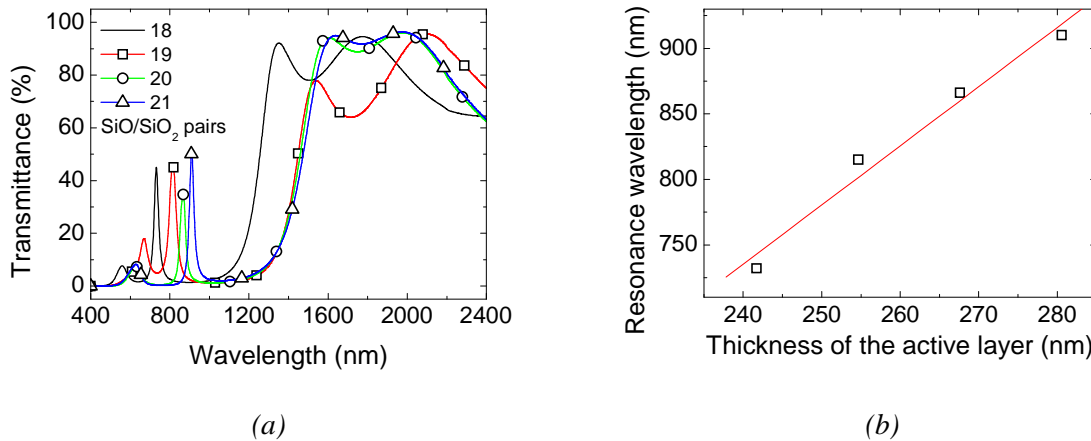 100
80
60
40
20
0
Transmittance (%)
18
19
20
21
SiO/SiO2 pairs
400 800 1200 1600 2000 2400
Wavelength (nm)
(a)
900
850
800
750
Resonance wavelength (nm)
240 250 260 270 280
Thickness of the active layer (nm)
(b)